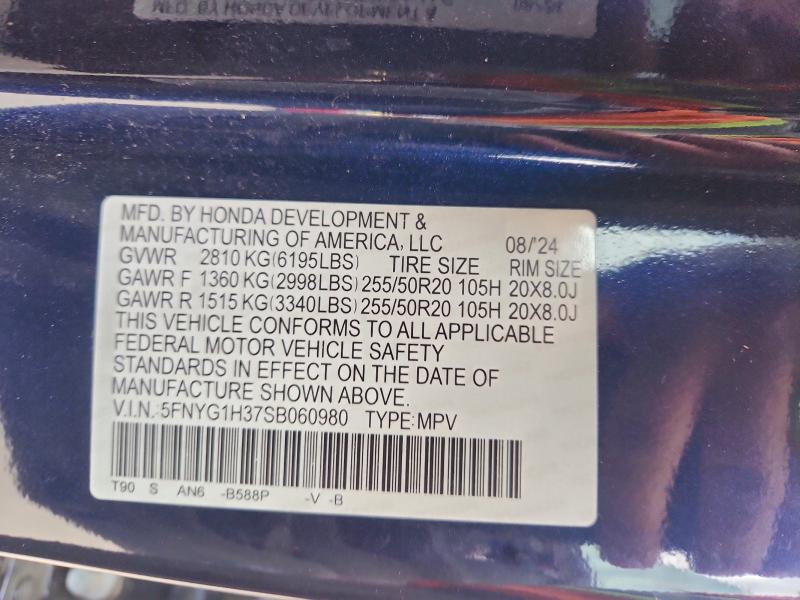 MFD. BY HONDA DEVELOPMENT &
MANUFACTURING OF AMERICA, LLC 08/'24
GVWR 2810 KG(6195LBS) TIRE SIZE RIM SIZE
GAWR F 1360 KG(2998LBS) 255/50R20 105H 20X8.0J
GAWR R 1515 KG(3340LBS) 255/50R20 105H 20X8.0J
THIS VEHICLE CONFORMS TO ALL APPLICABLE
FEDERAL MOTOR VEHICLE SAFETY
STANDARDS IN EFFECT ON THE DATE OF
MANUFACTURE SHOWN ABOVE.
V.I.N.:5FNYG1H37SB060980 TYPE:MPV
T90 S AN6 -B588P -V -B